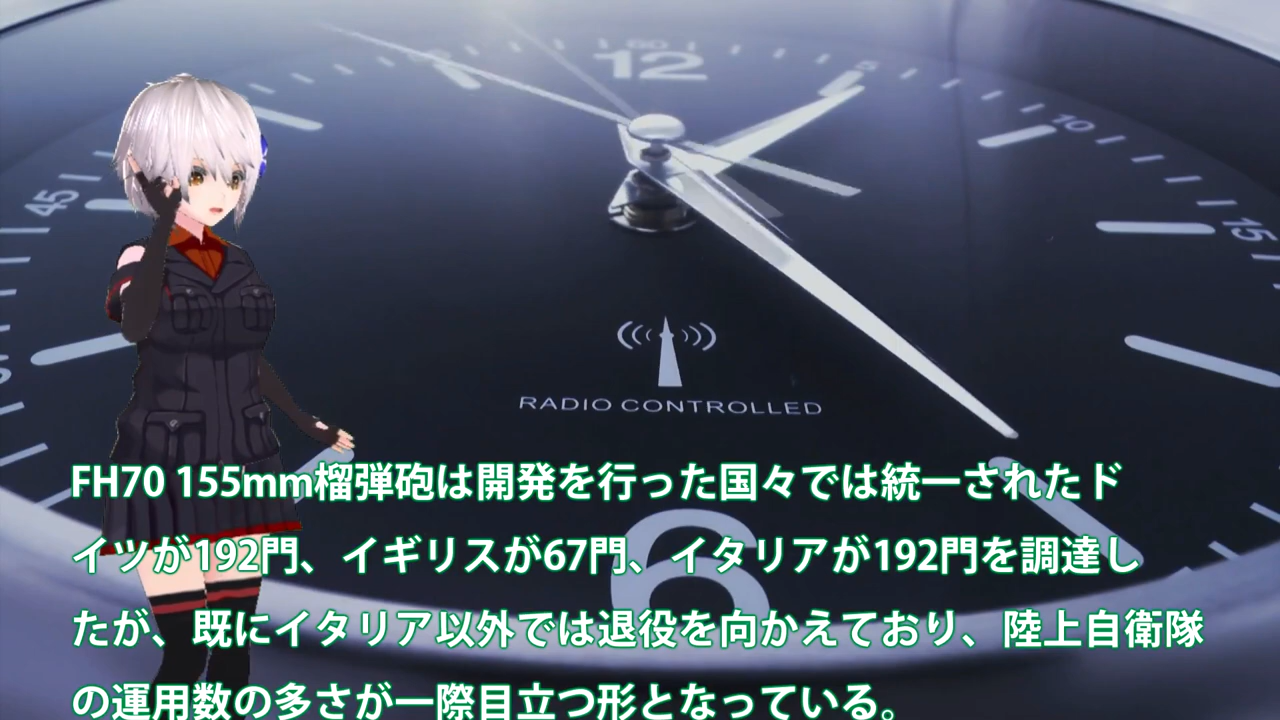 60
12
5
10
45
15
RADIO CONTROLLED
6
FH70 155mm榴弾砲は開発を行った国々では統一されたド
イツが192門、イギリスが67門、イタリアが192門を調達し
たが、既にイタリア以外では退役を向かえており、陸上自衛隊
の運用数の多さが一際目立つ形となっている。